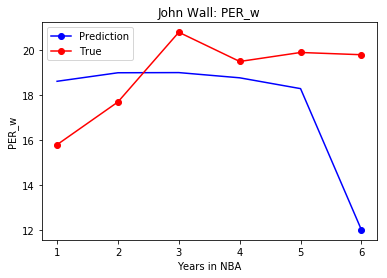 John Wall: PER_w
Prediction
True
20
18
16
14
12
PER_w
1 2 3 4 5 6
Years in NBA